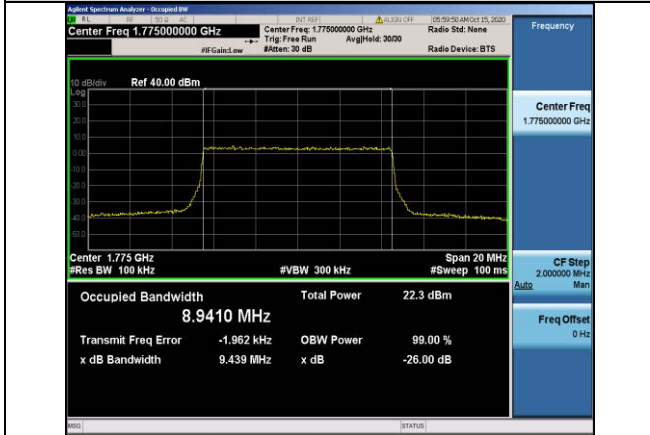 Agilent Spectrum Analyzer - Occupied BW
RL RF 50 Ω AC INT REF ALIGN OFF 05:59:50 AM Oct 15, 2020
Center Freq 1.775000000 GHz Center Freq: 1.775000000 GHz Radio Std: None Frequency
Trig: Free Run Avg|Hold: 30/30
#IFGain:Low #Atten: 30 dB Radio Device: BTS
10 dB/div Ref 40.00 dBm
Log
30.0
20.0
10.0
0.00
-10.0
-20.0
-30.0
-40.0
-50.0
Center 1.775 GHz Span 20 MHz
#Res BW 100 kHz #VBW 300 kHz #Sweep 100 ms
Occupied Bandwidth Total Power 22.3 dBm
8.9410 MHz
Transmit Freq Error -1.962 kHz OBW Power 99.00 %
x dB Bandwidth 9.439 MHz x dB -26.00 dB
Center Freq
1.775000000 GHz
CF Step
2.000000 MHz
Auto Man
Freq Offset
0 Hz
MSG STATUS